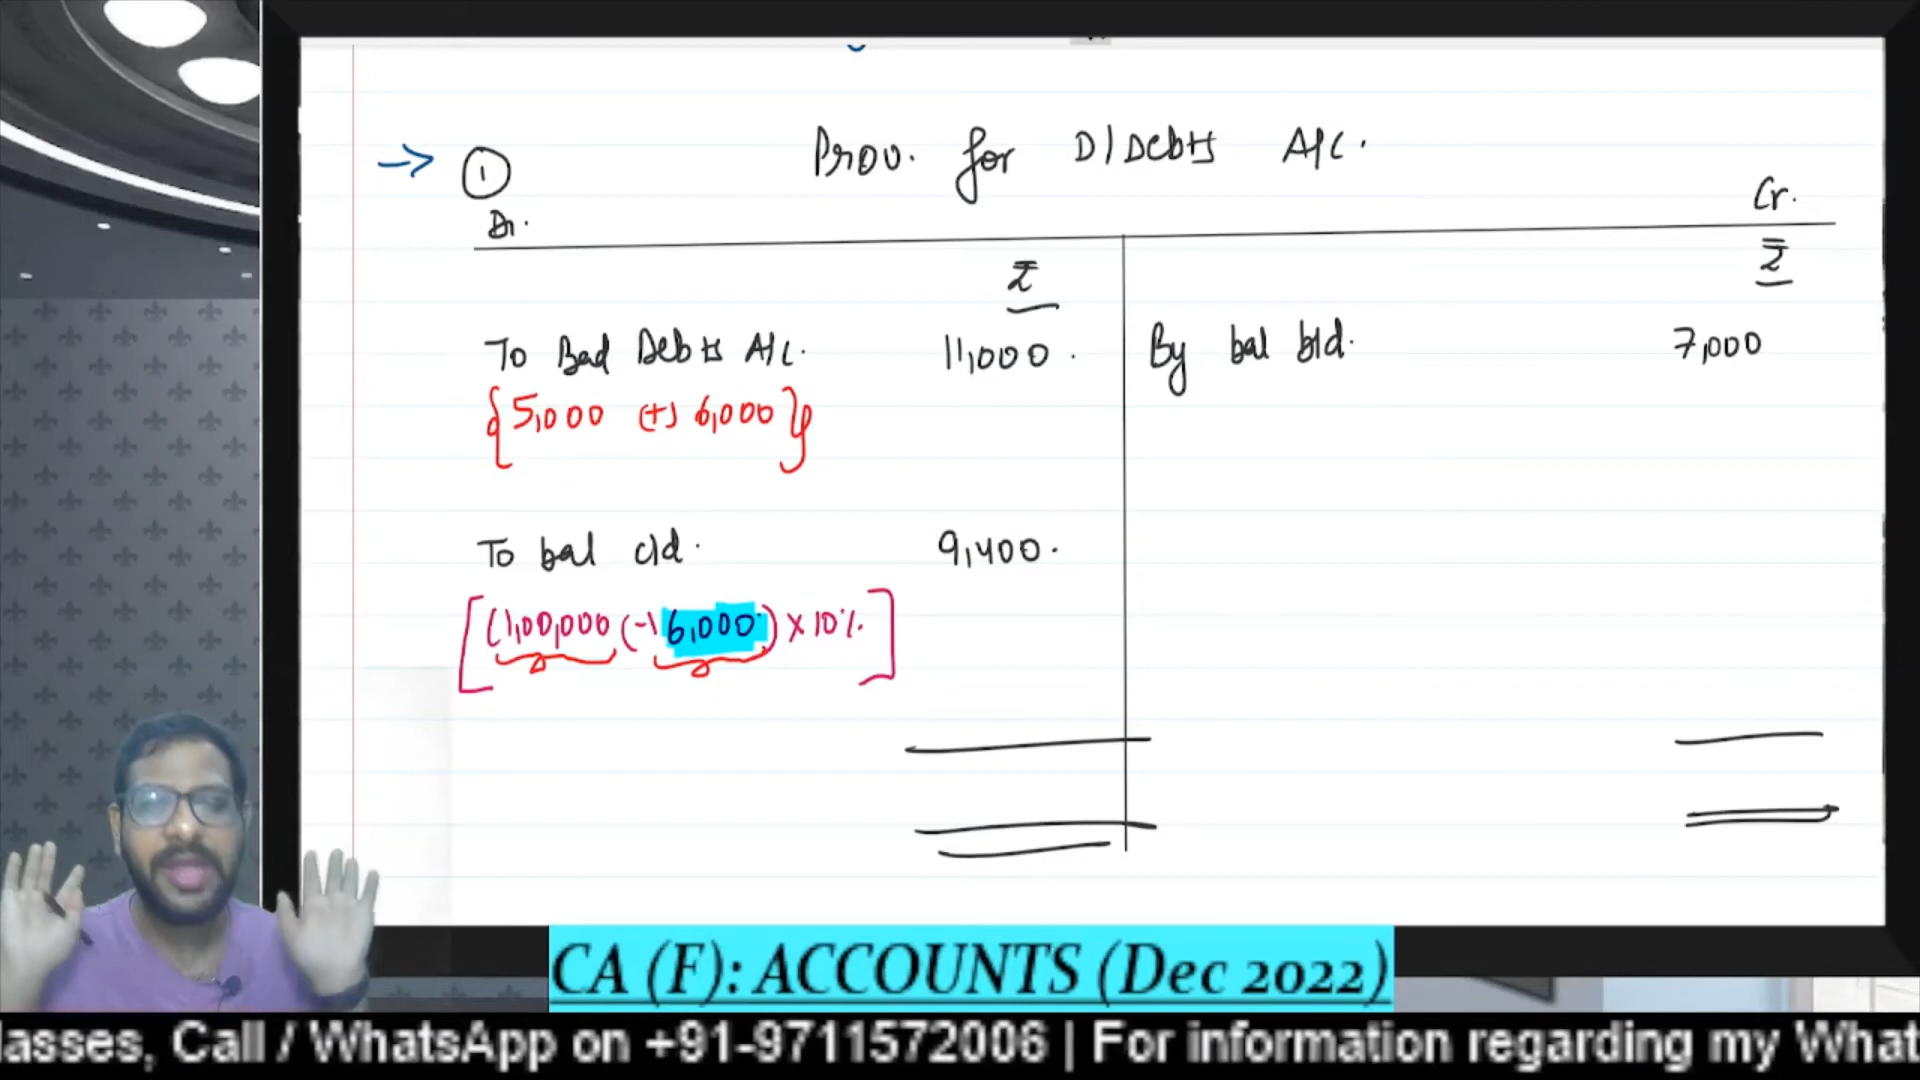 → ① Prov. for D/Debts A/C.
Dr. Cr.
₹ ₹
To Bad Debts A/c. 11,000. By bal b/d. 7,000
{5,000 (+) 6,000}
To bal c/d. 9,400.
[(1,00,000 (-) 6,000) x 10%]
CA (F): ACCOUNTS (Dec 2022)
lasses, Call / WhatsApp on +91-9711572006 | For information regarding my What